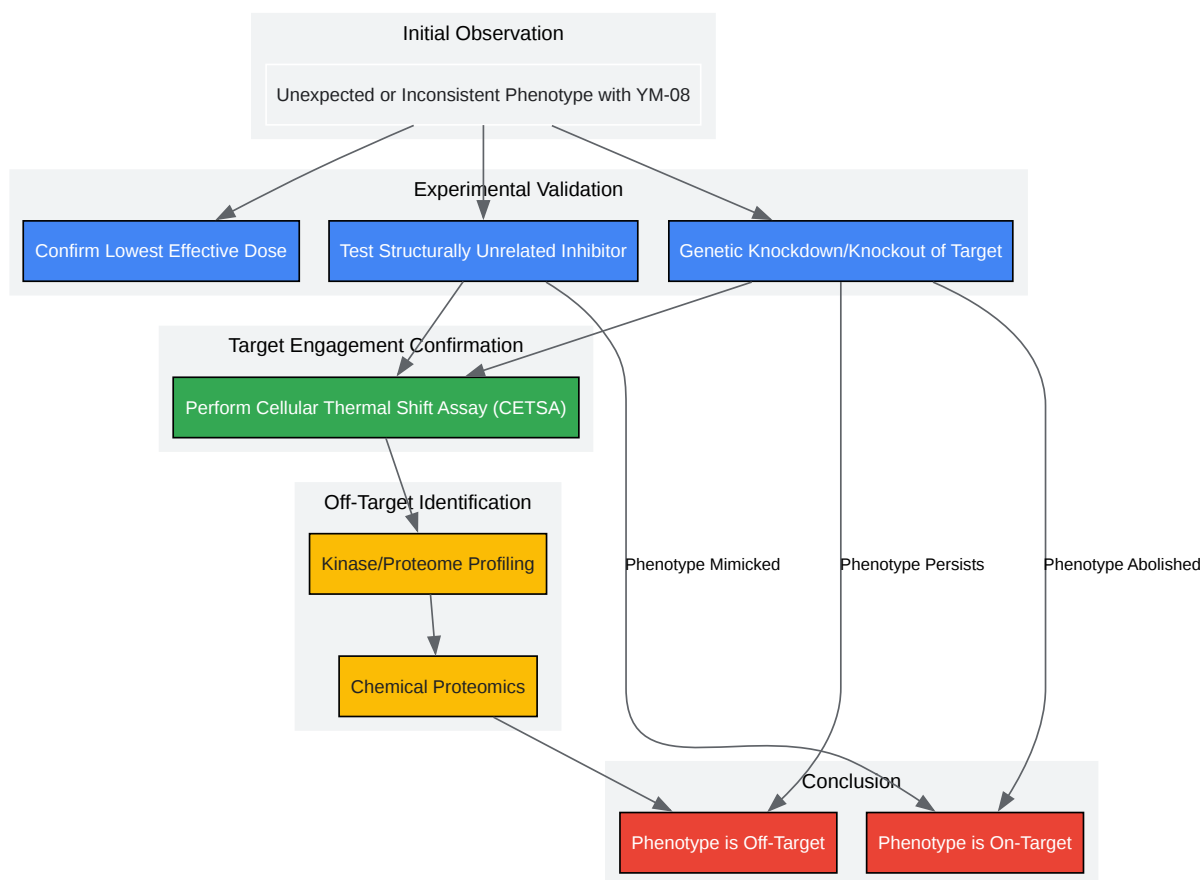 Initial Observation
Unexpected or Inconsistent Phenotype with YM-08
Experimental Validation
Confirm Lowest Effective Dose
Test Structurally Unrelated Inhibitor
Genetic Knockdown/Knockout of Target
Target Engagement Confirmation
Perform Cellular Thermal Shift Assay (CETSA)
Off-Target Identification
Kinase/Proteome Profiling
Phenotype Mimicked
Phenotype Persists
Phenotype Abolished
Chemical Proteomics
Conclusion
Phenotype is Off-Target
Phenotype is On-Target